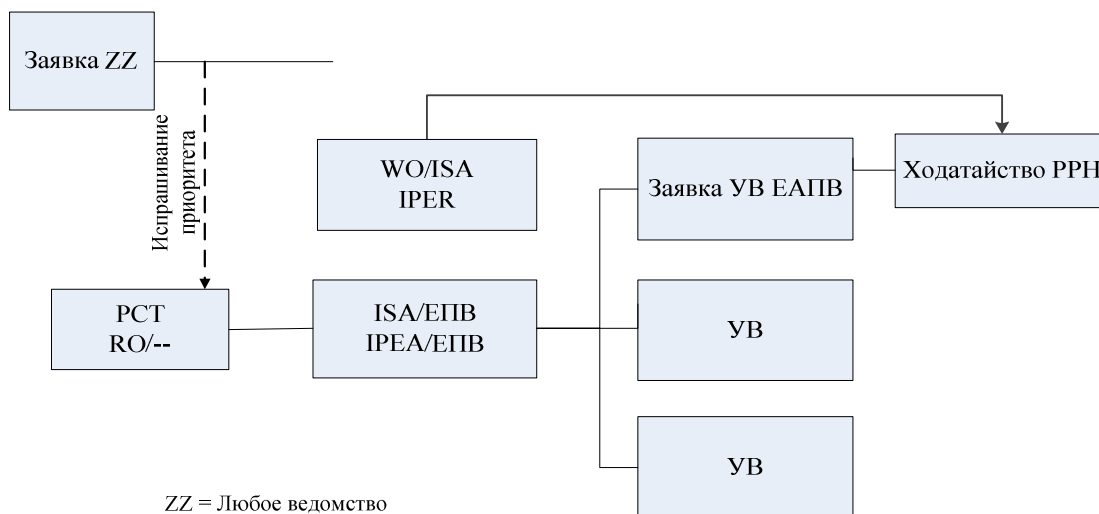 Заявка ZZ
Испрашивание
приоритета
WO/ISA
IPER
Заявка УВ ЕАПВ
Ходатайство PPH
PCT
RO/--
ISA/ЕПВ
IPEA/ЕПВ
УВ
УВ
ZZ = Любое ведомство